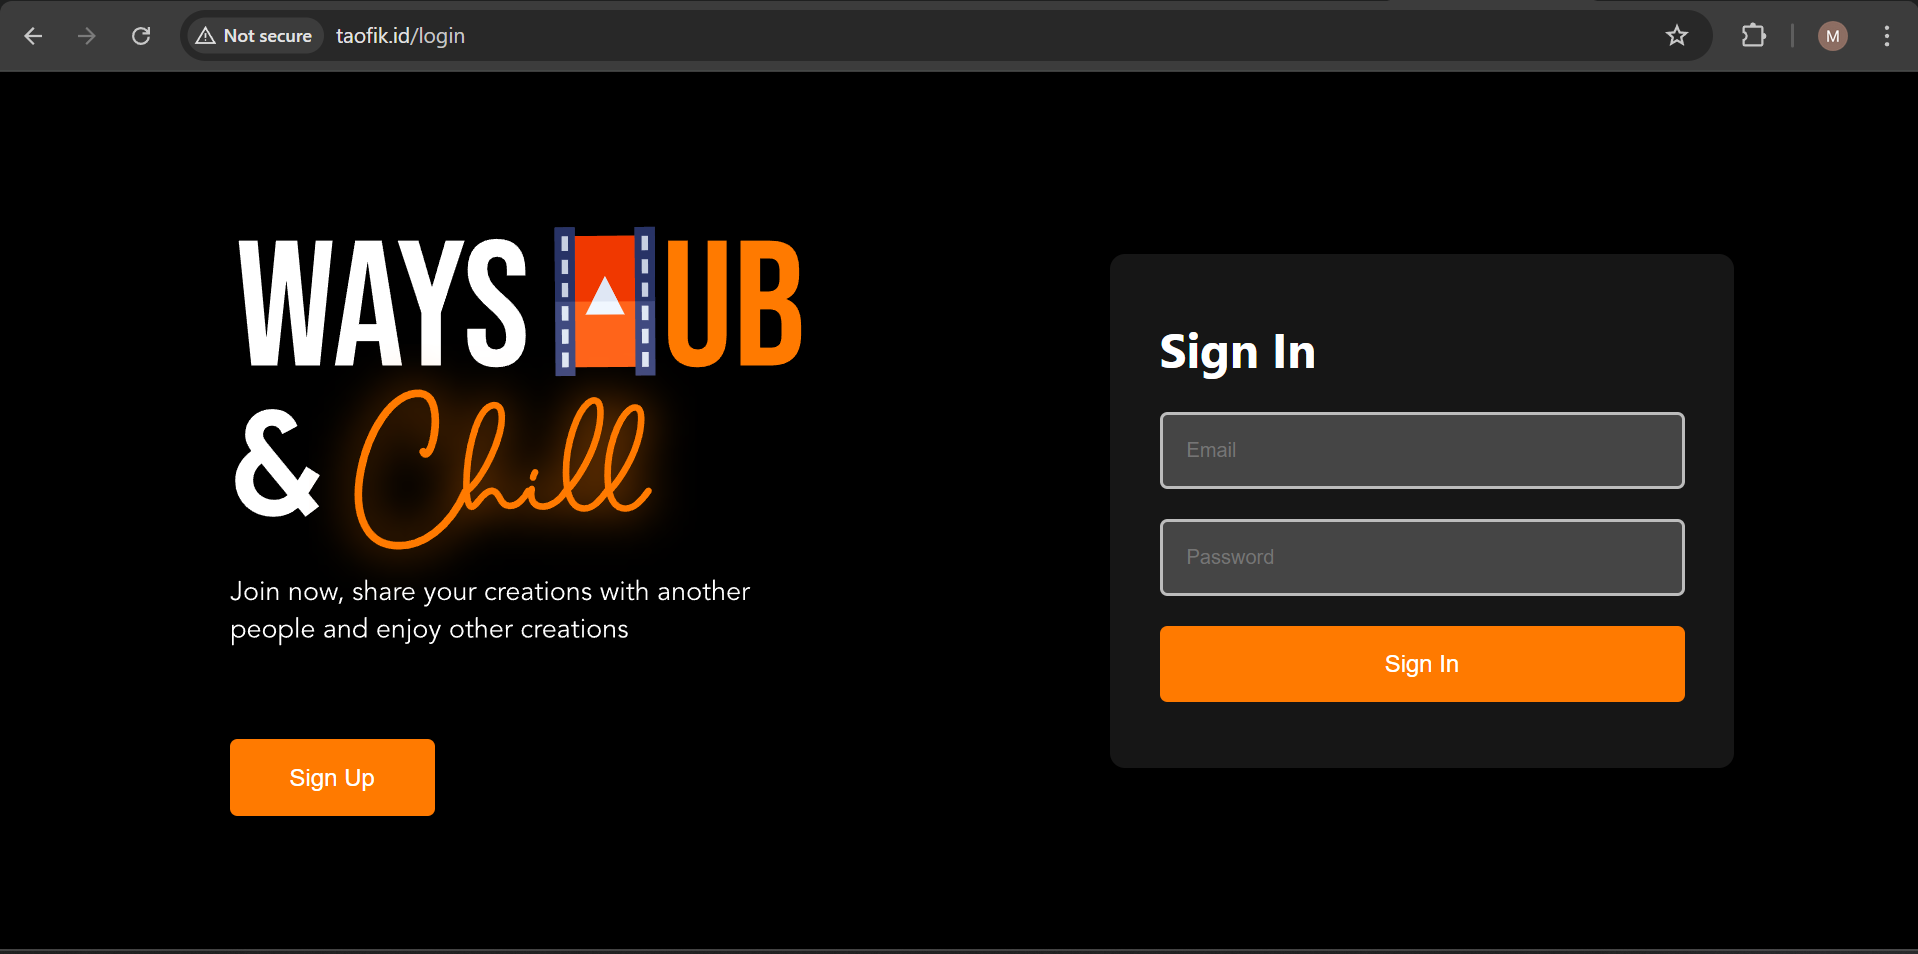 Not secure taofik.id/login M
WAYS HUB
& Chill
Join now, share your creations with another
people and enjoy other creations
Sign Up
Sign In
Email
Password
Sign In